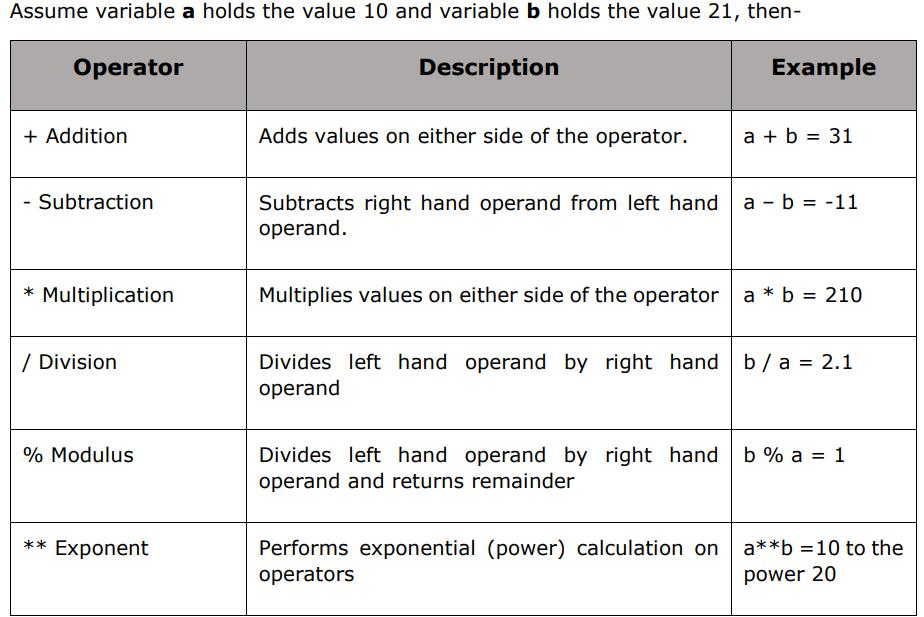 Assume variable a holds the value 10 and variable b holds the value 21, then-
Operator
Description
Example
+ Addition
Adds values on either side of the operator.
a + b = 31
- Subtraction
Subtracts right hand operand from left hand
operand.
a – b = -11
* Multiplication
Multiplies values on either side of the operator
a * b = 210
/ Division
Divides left hand operand by right hand
operand
b / a = 2.1
% Modulus
Divides left hand operand by right hand
operand and returns remainder
b % a = 1
** Exponent
Performs exponential (power) calculation on
operators
a**b =10 to the
power 20